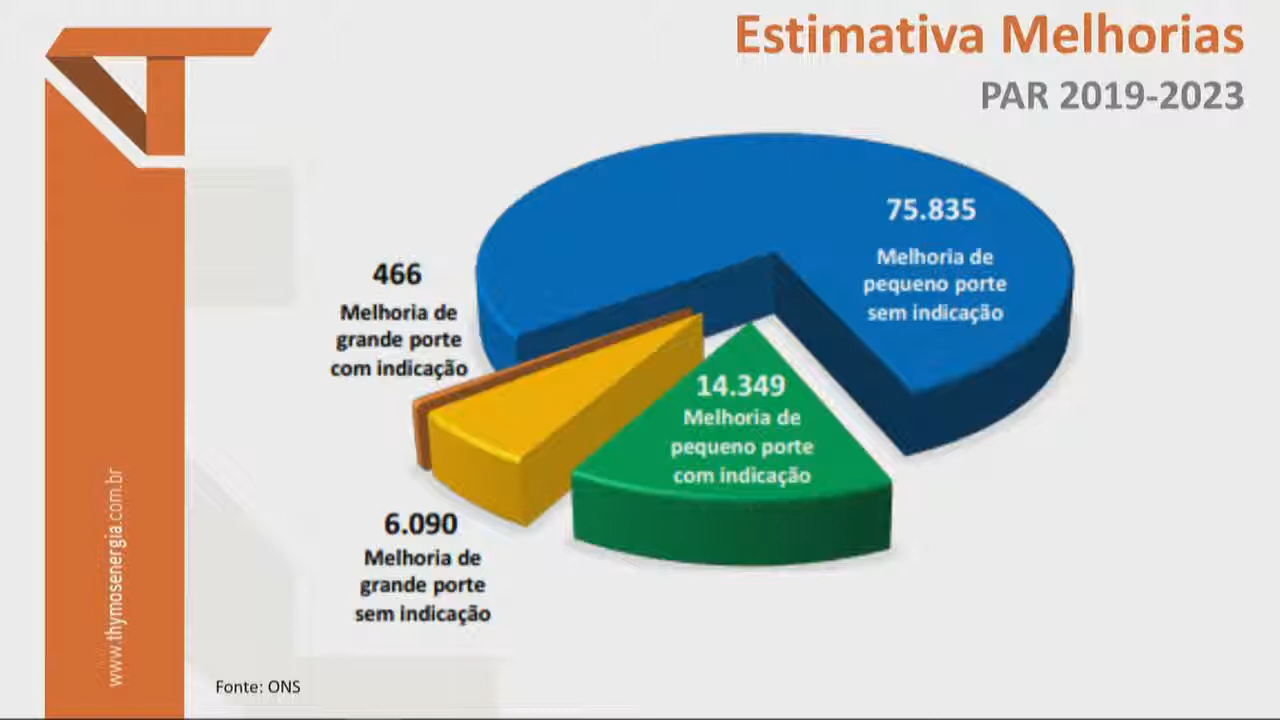 Estimativa Melhorias
PAR 2019-2023
75.835
Melhoria de
pequeno porte
sem indicação
466
Melhoria de
grande porte
com indicação
14.349
Melhoria de
pequeno porte
com indicação
6.090
Melhoria de
grande porte
sem indicação
www.thymosenergia.com.br
Fonte: ONS